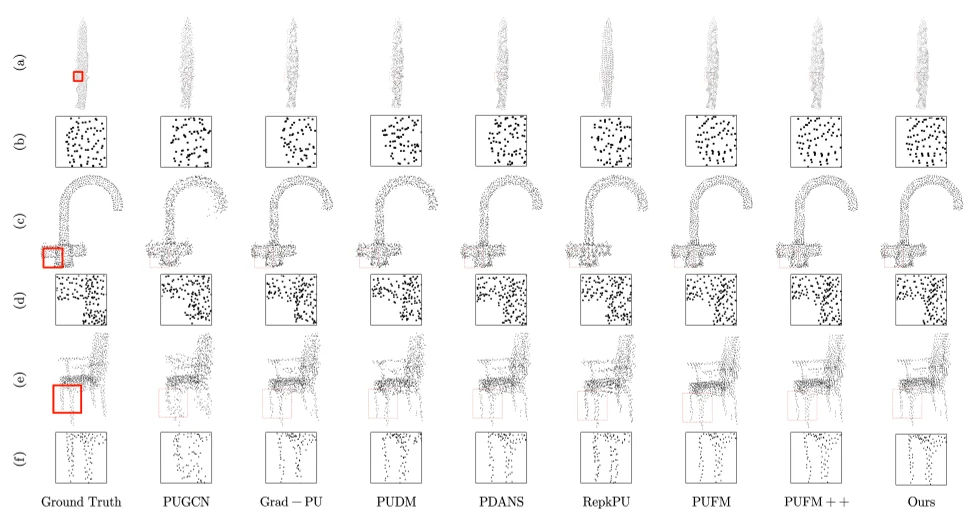 (a)
(b)
(c)
(d)
(e)
(f)
Ground Truth PUGCN Grad − PU PUDM PDANS RepkPU PUFM PUFM + + Ours